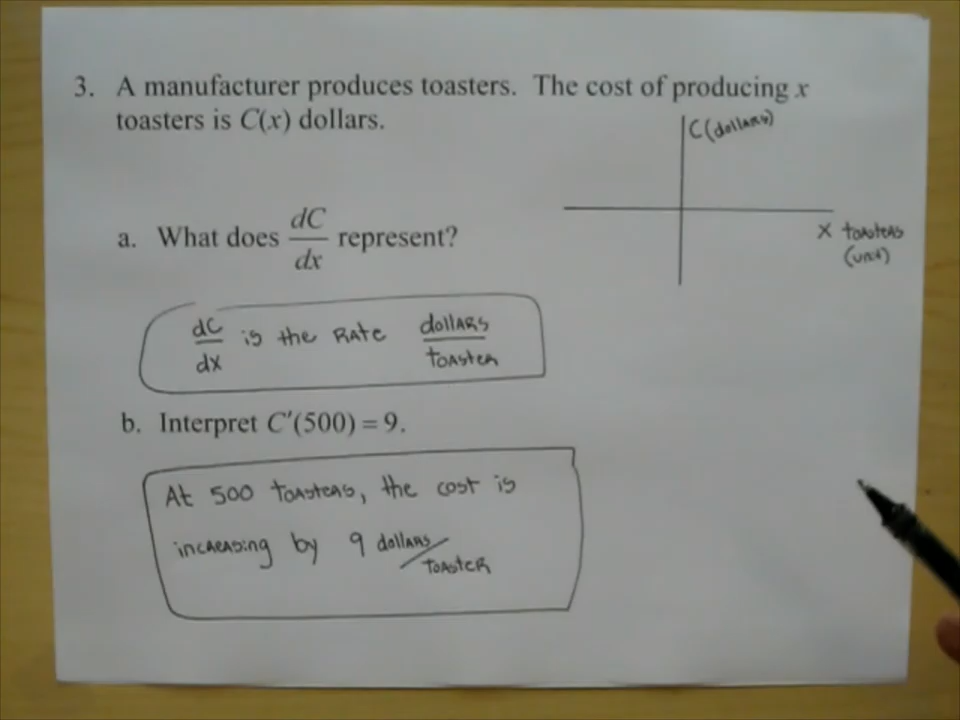 3. A manufacturer produces toasters. The cost of producing x
toasters is C(x) dollars.
C (dollars)
x toasters
(unit)
a. What does dC/dx represent?
dC/dx is the rate dollars/toaster
b. Interpret C′(500) = 9.
At 500 toasters, the cost is
increasing by 9 dollars/toaster